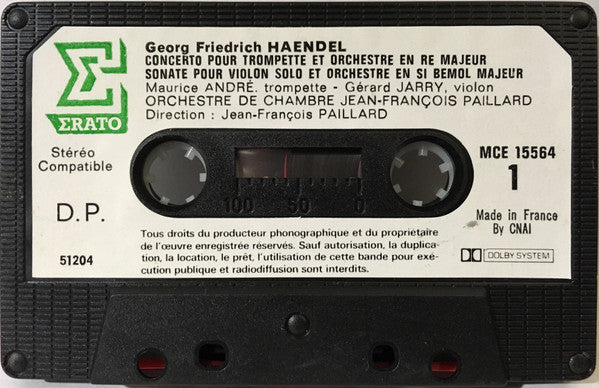 Georg Friedrich HAENDEL
CONCERTO POUR TROMPETTE ET ORCHESTRE EN RE MAJEUR
SONATE POUR VIOLON SOLO ET ORCHESTRE EN SI BEMOL MAJEUR
Maurice ANDRÉ. trompette - Gérard JARRY, violon
ORCHESTRE DE CHAMBRE JEAN-FRANÇOIS PAILLARD
Direction : Jean-François PAILLARD
ΣRATO
Stéréo
Compatible
D.P.
51204
100 50 0
MCE 15564
1
Made in France
By CNAI
DOLBY SYSTEM
Tous droits du producteur phonographique et du propriétaire
de l'œuvre enregistrée réservés. Sauf autorisation, la duplica-
tion, la location, le prêt, l'utilisation de cette bande pour exé-
cution publique et radiodiffusion sont interdits.